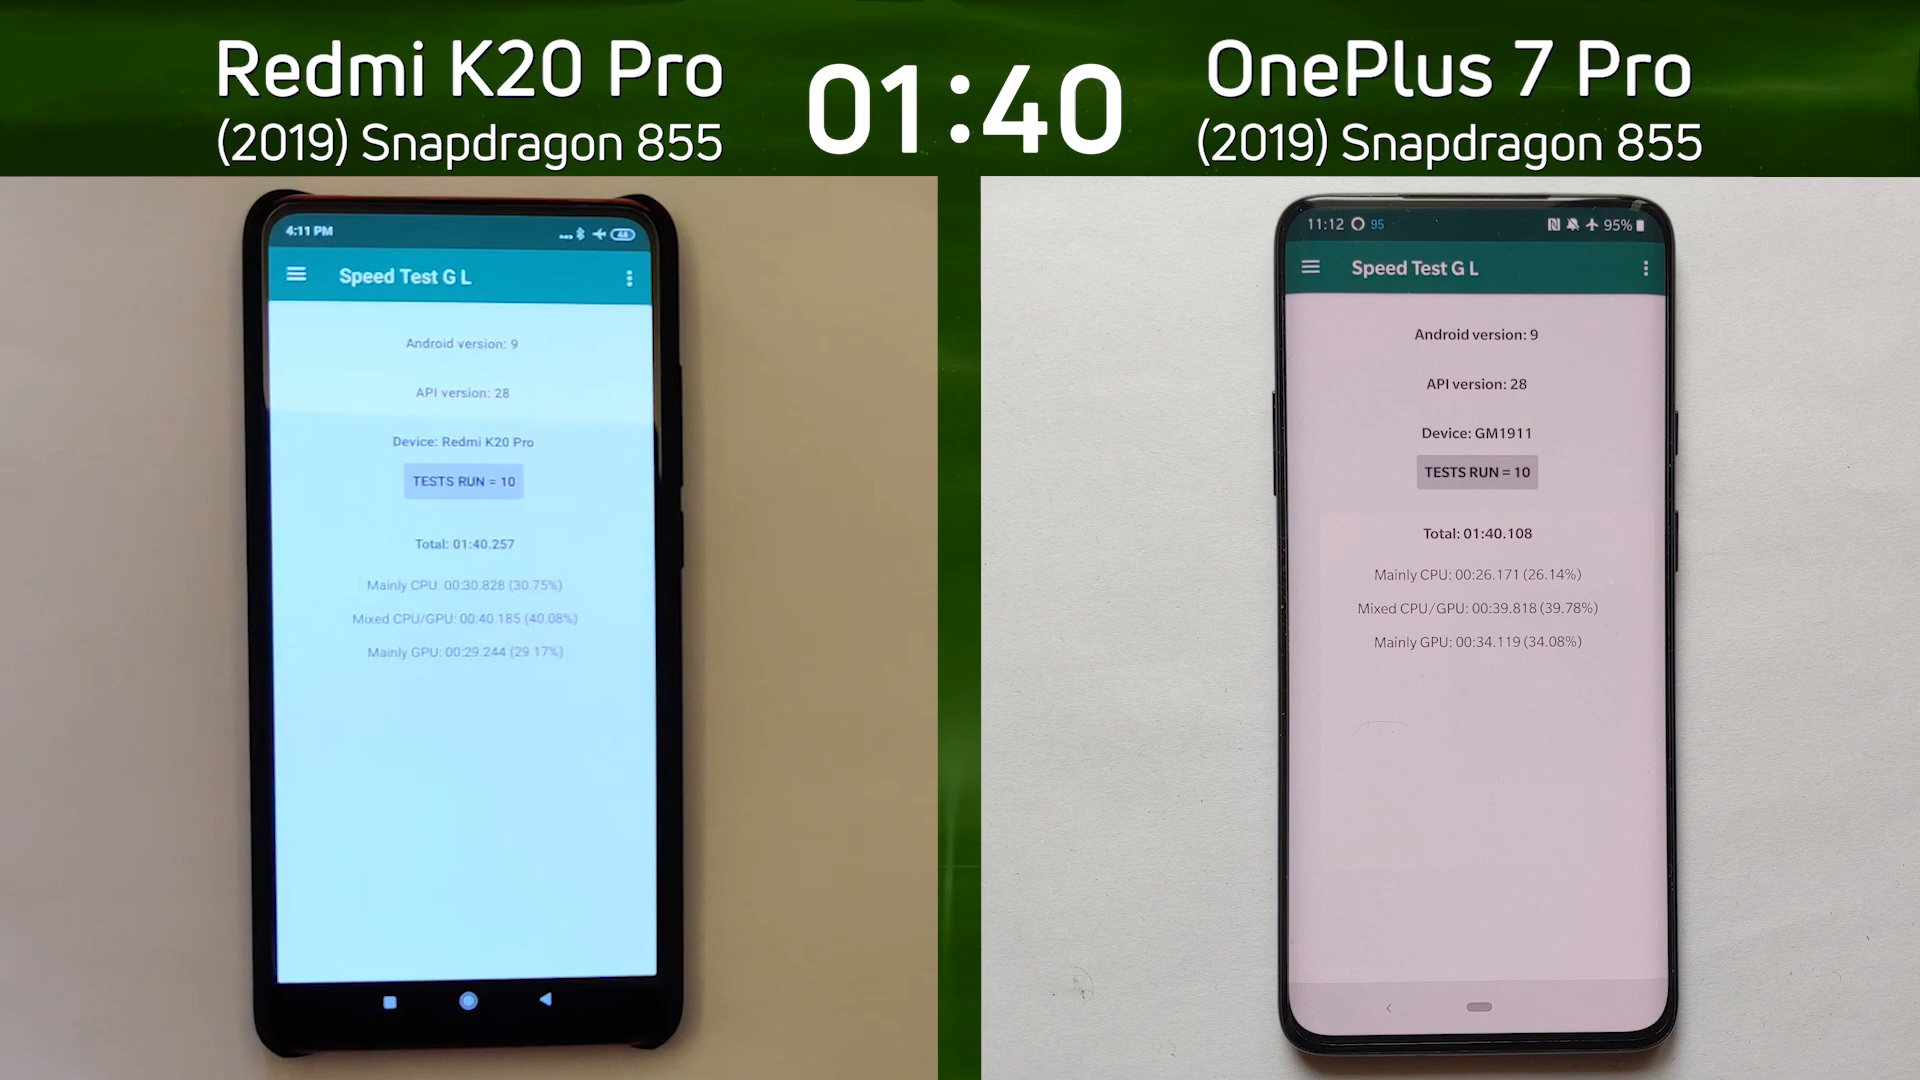 Redmi K20 Pro
(2019) Snapdragon 855
01:40
OnePlus 7 Pro
(2019) Snapdragon 855
4:11 PM
44
Speed Test G L
Android version: 9
API version: 28
Device: Redmi K20 Pro
TESTS RUN = 10
Total: 01:40.257
Mainly CPU: 00:30.828 (30.75%)
Mixed CPU/GPU: 00:40.185 (40.08%)
Mainly GPU: 00:29.244 (29.17%)
11:12 95 95%
Speed Test G L
Android version: 9
API version: 28
Device: GM1911
TESTS RUN = 10
Total: 01:40.108
Mainly CPU: 00:26.171 (26.14%)
Mixed CPU/GPU: 00:39.818 (39.78%)
Mainly GPU: 00:34.119 (34.08%)